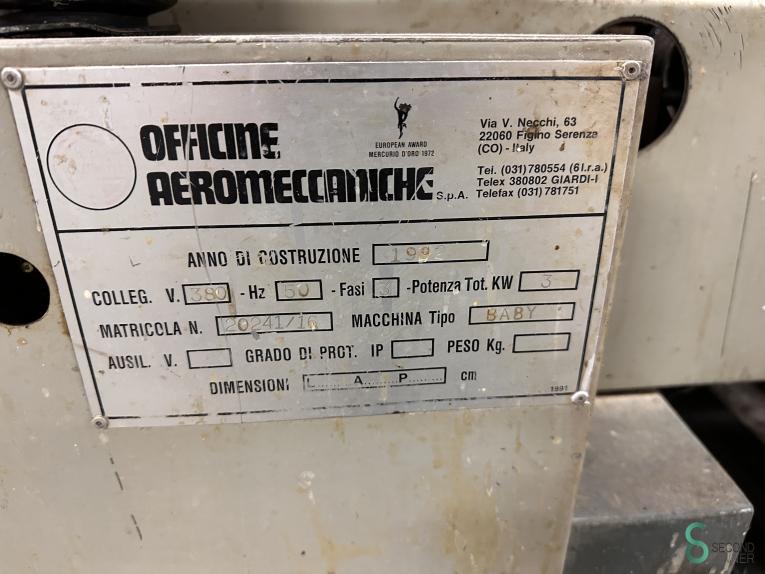 OFFICINE
AEROMECCANICHE S.p.A.
EUROPEAN AWARD
MERCURIO D'ORO 1972
Via V. Necchi, 63
22060 Figino Serenza
(CO) - Italy
Tel. (031) 780554 (6 l.r.a.)
Telex 380802 GIARDI-I
Telefax (031) 781751
ANNO DI COSTRUZIONE 1992
COLLEG. V. 380 - Hz 50 - Fasi 3 - Potenza Tot. KW 3
MATRICOLA N. 20241/16 MACCHINA Tipo BABY
AUSIL. V. GRADO DI PROT. IP PESO Kg.
DIMENSIONI L......A......P...... cm
1991
SECOND